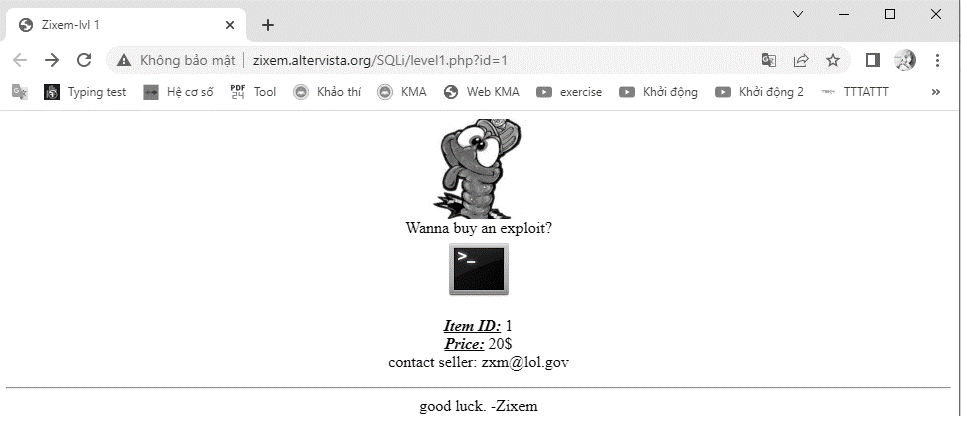 Zixem-lvl 1
Không bảo mật zixem.altervista.org/SQLi/level1.php?id=1
Typing test Hệ cơ số PDF 24 Tool Khảo thí KMA Web KMA exercise Khởi động Khởi động 2 TTTATTT »
Wanna buy an exploit?
>_
Item ID: 1
Price: 20$
contact seller: zxm@lol.gov
good luck. -Zixem